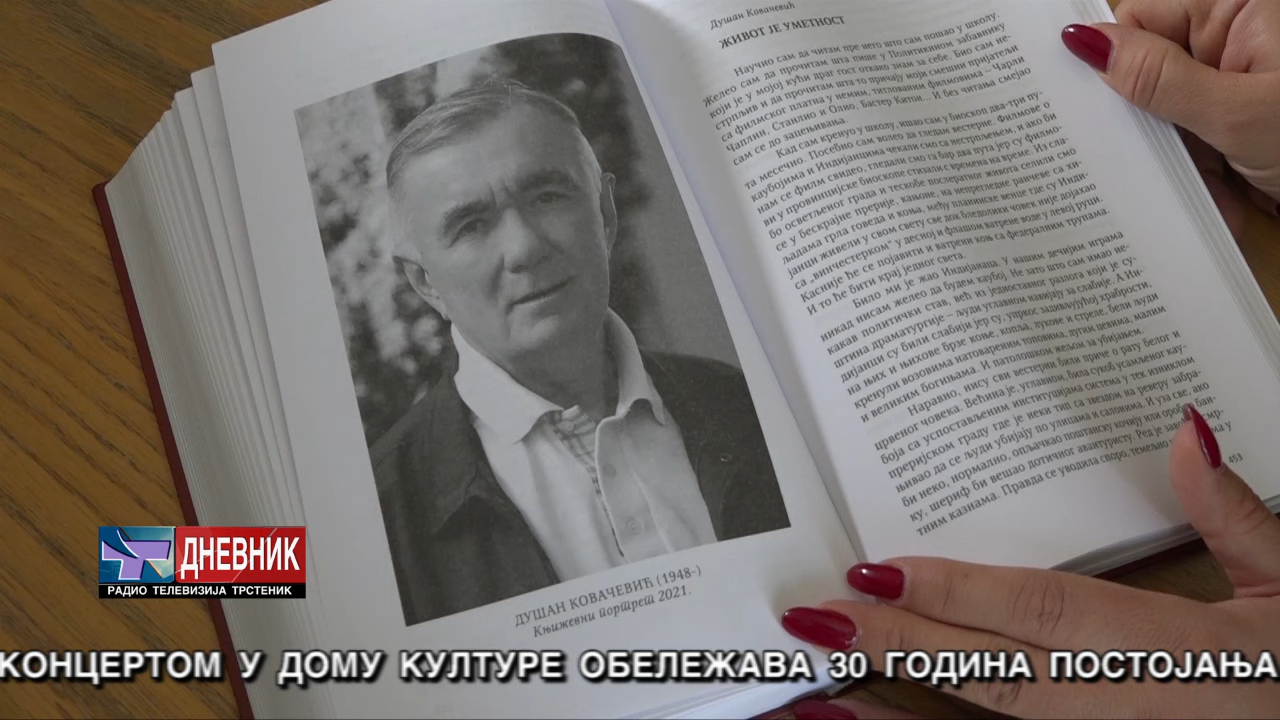 Душан Ковачевић
ЖИВОТ ЈЕ УМЕТНОСТ
Научио сам да читам пре него што сам пошао у школу.
Желео сам да прочитам шта пише у Политикином забавнику
који је у мојој кући драг гост откако знам за себе. Био сам не-
стрпљив и да прочитам шта то причају моји смешни пријатељи
са филмског платна у немим, титлованим филмовима – Чарли
Чаплин, Станлио и Олио, Бастер Китон... И без читања смејао
сам се до запењивања.
Кад сам кренуо у школу, ишао сам у биоскоп два-три пу-
та месечно. Посебно сам волео да гледам вестерне. Филмове о
каубојима и Индијанцима чекали смо са нестрпљењем, и ако би
нам се филм свидео, гледали смо га бар два пута јер су филмо-
ви у провинцијске биоскопе стизали с времена на време. Из сла-
бо осветљеног града и тескобе послератног живота селили смо
се у бескрајне прерије, кањоне, на непрегледне ранчеве са хи-
љадама грла говеда и коња, међу планинске венце где су Инди-
јанци живели у свом свету све док бледолики човек није дојахао
са „винчестерком“ у десној и флашом ватрене воде у левој руци.
Касније ће се појавити и ватрени коњ са федералним трупама.
И то ће бити крај једног света.
Било ми је жао Индијанаца. У нашим дечијим играма
никад нисам желео да будем каубој. Не зато што сам имао не-
какав политички став, већ из једноставног разлога који је су-
штина драматургије – људи углавном навијају за слабије. А Ин-
дијанци су били слабији јер су, упркос задивљујућој храбрости,
на њих и њихове брзе коње, копља, лукове и стреле, бели људи
кренули возовима натовареним топовима, дугим цевима, малим
и великим богињама. И патолошком жељом за убијањем.
Наравно, нису сви вестерни били приче о рату белог и
црвеног човека. Већина је, углавном, била сукоб усамљеног кау-
боја са успостављеним институцијама система у тек изниклом
преријском граду где је неки тип са звездом на реверу забра-
њивао да се људи убијају по улицама и салонима. И уза све, ако
би неко, нормално, опљачкао поштанску кочију или оробио бан-
ку, шериф би вешао дотичног авантуристу. Ред је
тним казнама. Правда се уводила споро, темељно
453
ДУШАН КОВАЧЕВИЋ (1948-)
Књижевни портрет 2021.
ДНЕВНИК
РАДИО ТЕЛЕВИЗИЈА ТРСТЕНИК
КОНЦЕРТОМ У ДОМУ КУЛТУРЕ ОБЕЛЕЖАВА 30 ГОДИНА ПОСТОЈАЊА